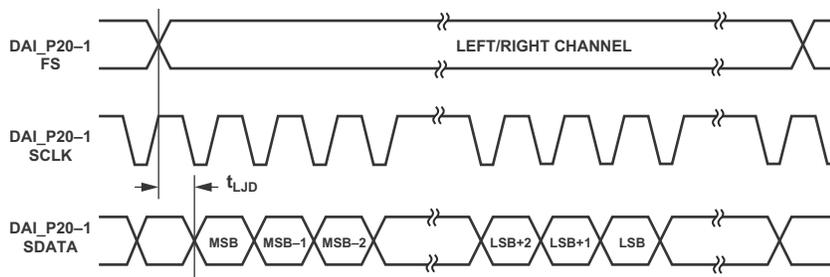 DAI_P20–1
FS
LEFT/RIGHT CHANNEL
DAI_P20–1
SCLK
tLJD
DAI_P20–1
SDATA
MSB MSB–1 MSB–2 LSB+2 LSB+1 LSB